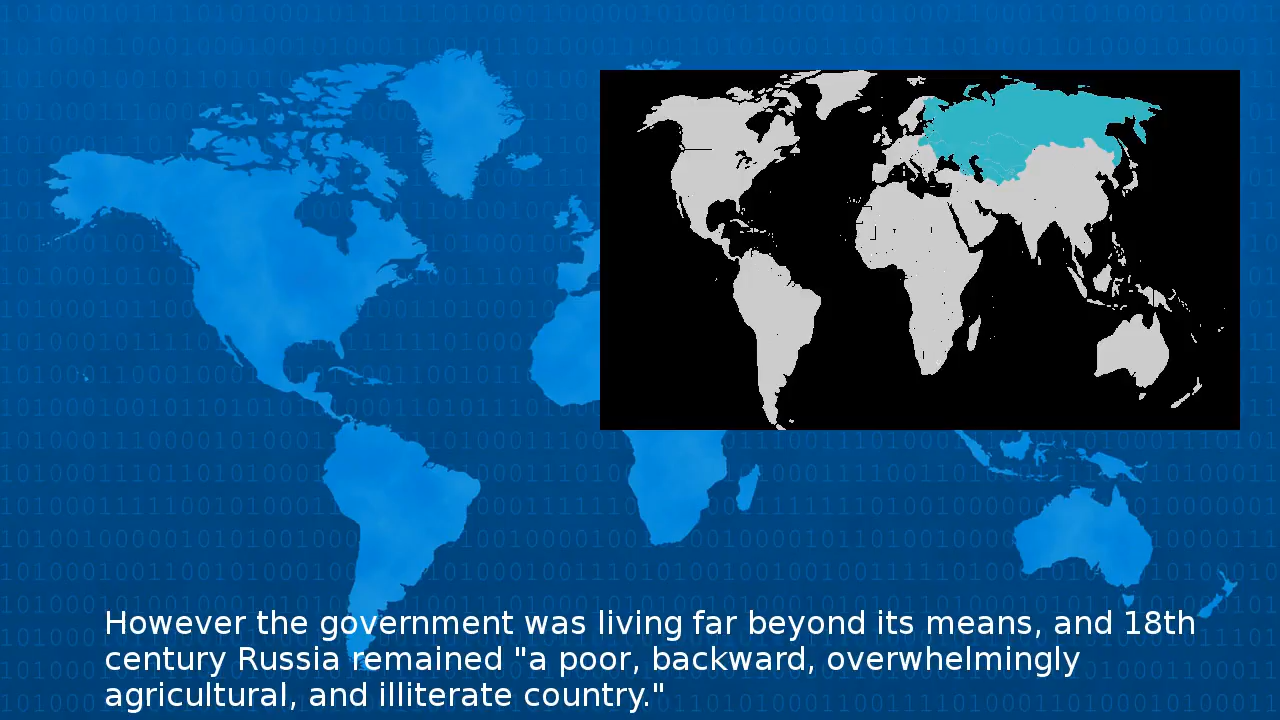 However the government was living far beyond its means, and 18th
century Russia remained "a poor, backward, overwhelmingly
agricultural, and illiterate country."